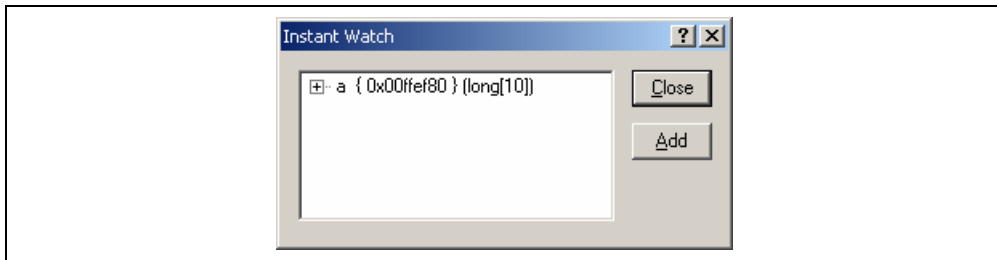 Instant Watch
a { 0x00ffef80 } (long[10])
Close
Add